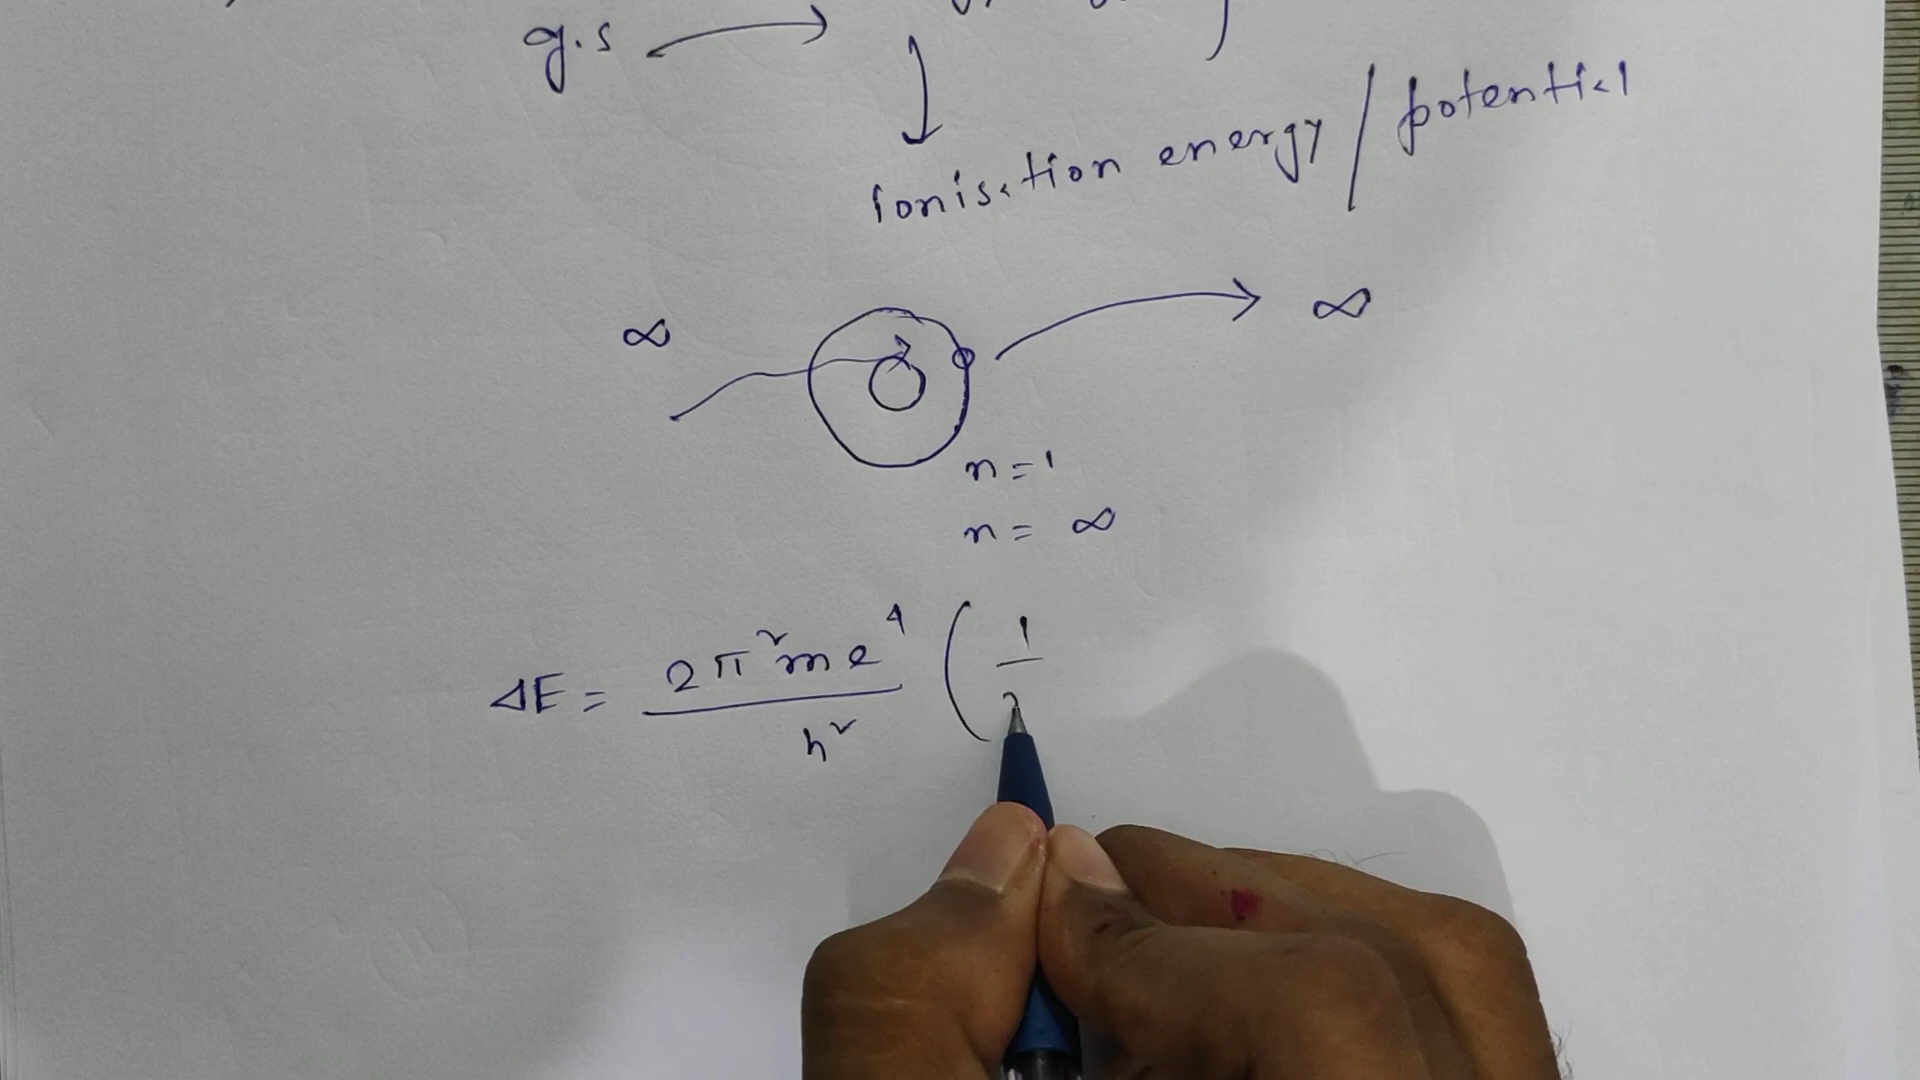 g.s →
↓
ionisation energy / potential
∞ → ∞
n = 1
n = ∞
ΔE = 2π²me⁴ / h² ( 1 /